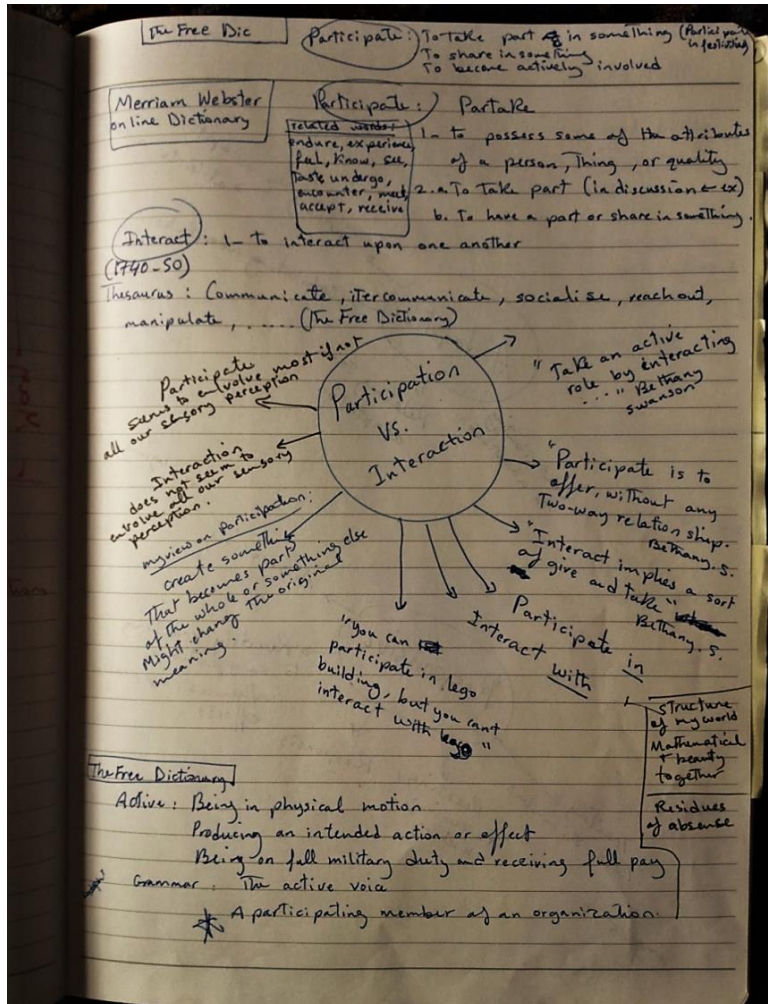 The Free Dic
Participate: To take part in something (Participate
in festivities
To share in something
To become actively involved
Merriam Webster
online Dictionary
Participate: Partake
related words:
endure, experience,
feel, know, see,
taste undergo,
encounter, meet,
accept, receive
1- to possess some of the attributes
of a person, Thing, or quality
2. a. To take part (in discussion ex)
b. To have a part or share in something.
Interact: 1- to interact upon one another
(1740-50)
Thesaurus: Communicate, itercommunicate, socialise, reach out,
manipulate, ..... (The Free Dictionary)
Participation
VS.
Interaction
Participate
seems to envolve most if not
all our sensory perception
Interaction
does not seem to
envolve all our sensory
perception.
my view on participation:
create something
That becomes part
of the whole or something else
Might change the original
meaning.
"you can
participate in lego
building, but you can't
interact with lego"
Interact with
Participate in
"Interact implies a sort
of give and take"
Bethany. S.
"Participate is to
offer, without any
Two-way relationship.
Bethany. S.
"Take an active
role by interacting
...." Bethany
swanson
structure
of my world
Mathematical
+ beauty
together
Residues
of absense
The Free Dictionary
Active: Being in physical motion
Producing an intended action or effect
Being on full military duty and receiving full pay
Grammar: The active voice
A participating member of an organization.